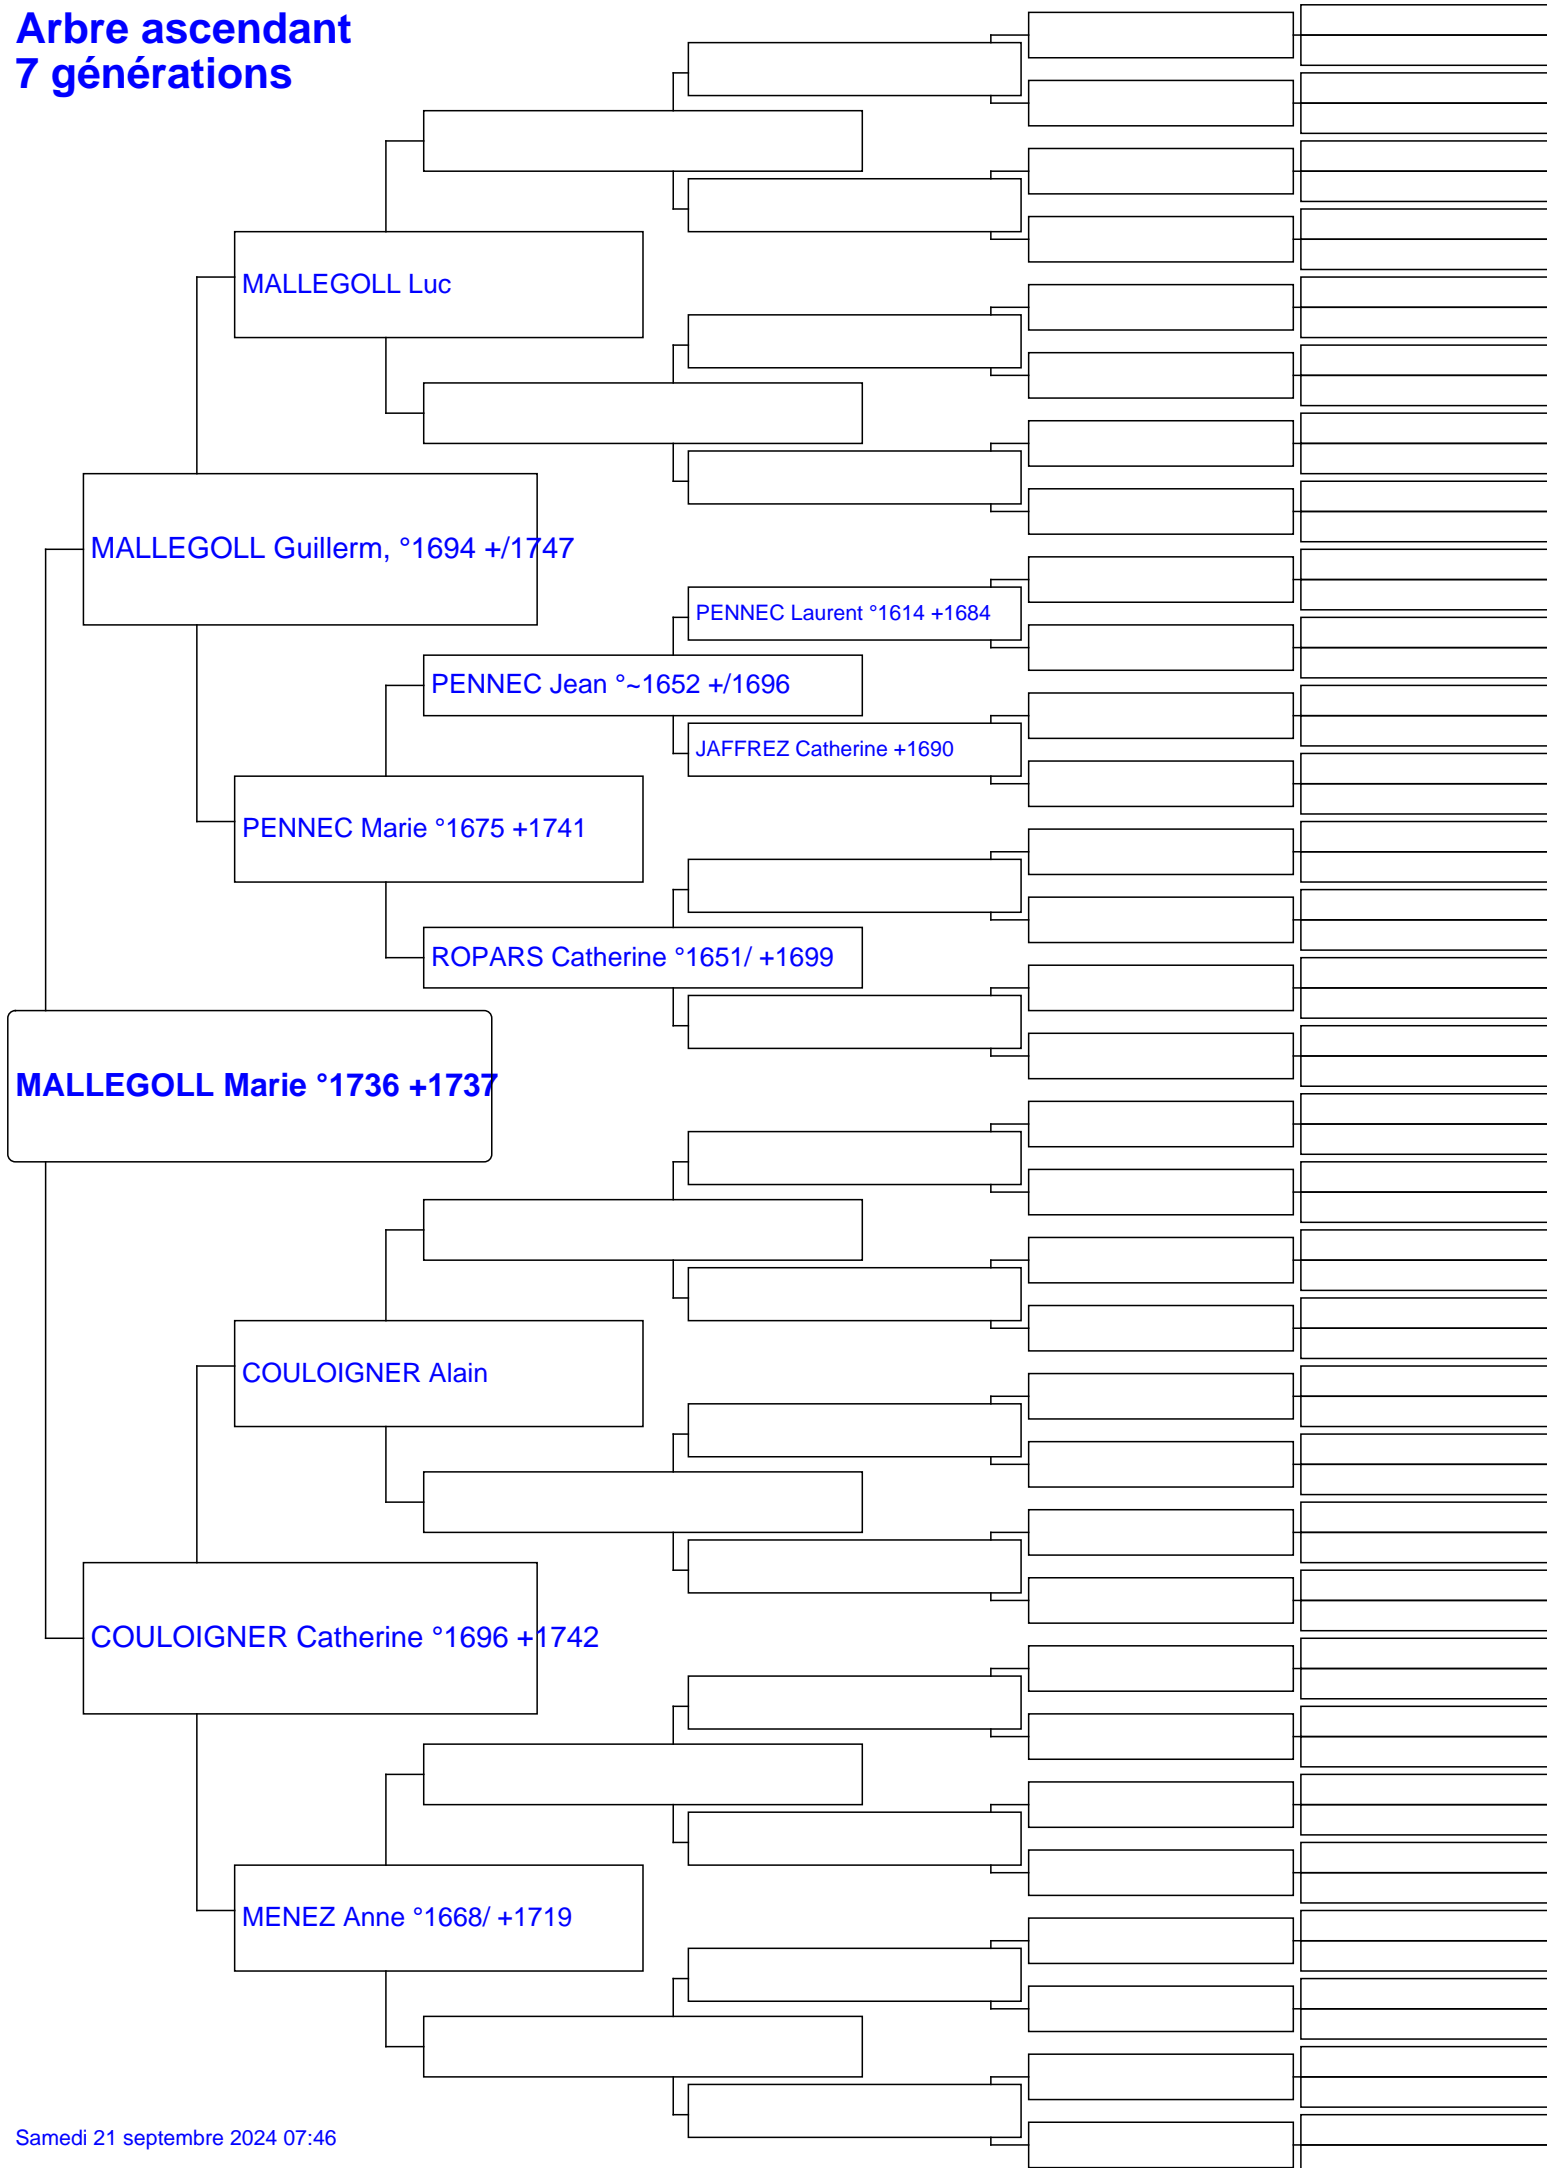 Arbre ascendant
7 générations
MALLEGOLL Luc
MALLEGOLL Guillerm, °1694 +/1747
PENNEC Laurent °1614 +1684
PENNEC Jean °~1652 +/1696
JAFFREZ Catherine +1690
PENNEC Marie °1675 +1741
ROPARS Catherine °1651/ +1699
MALLEGOLL Marie °1736 +1737
COULOIGNER Alain
COULOIGNER Catherine °1696 +1742
MENEZ Anne °1668/ +1719
Samedi 21 septembre 2024 07:46